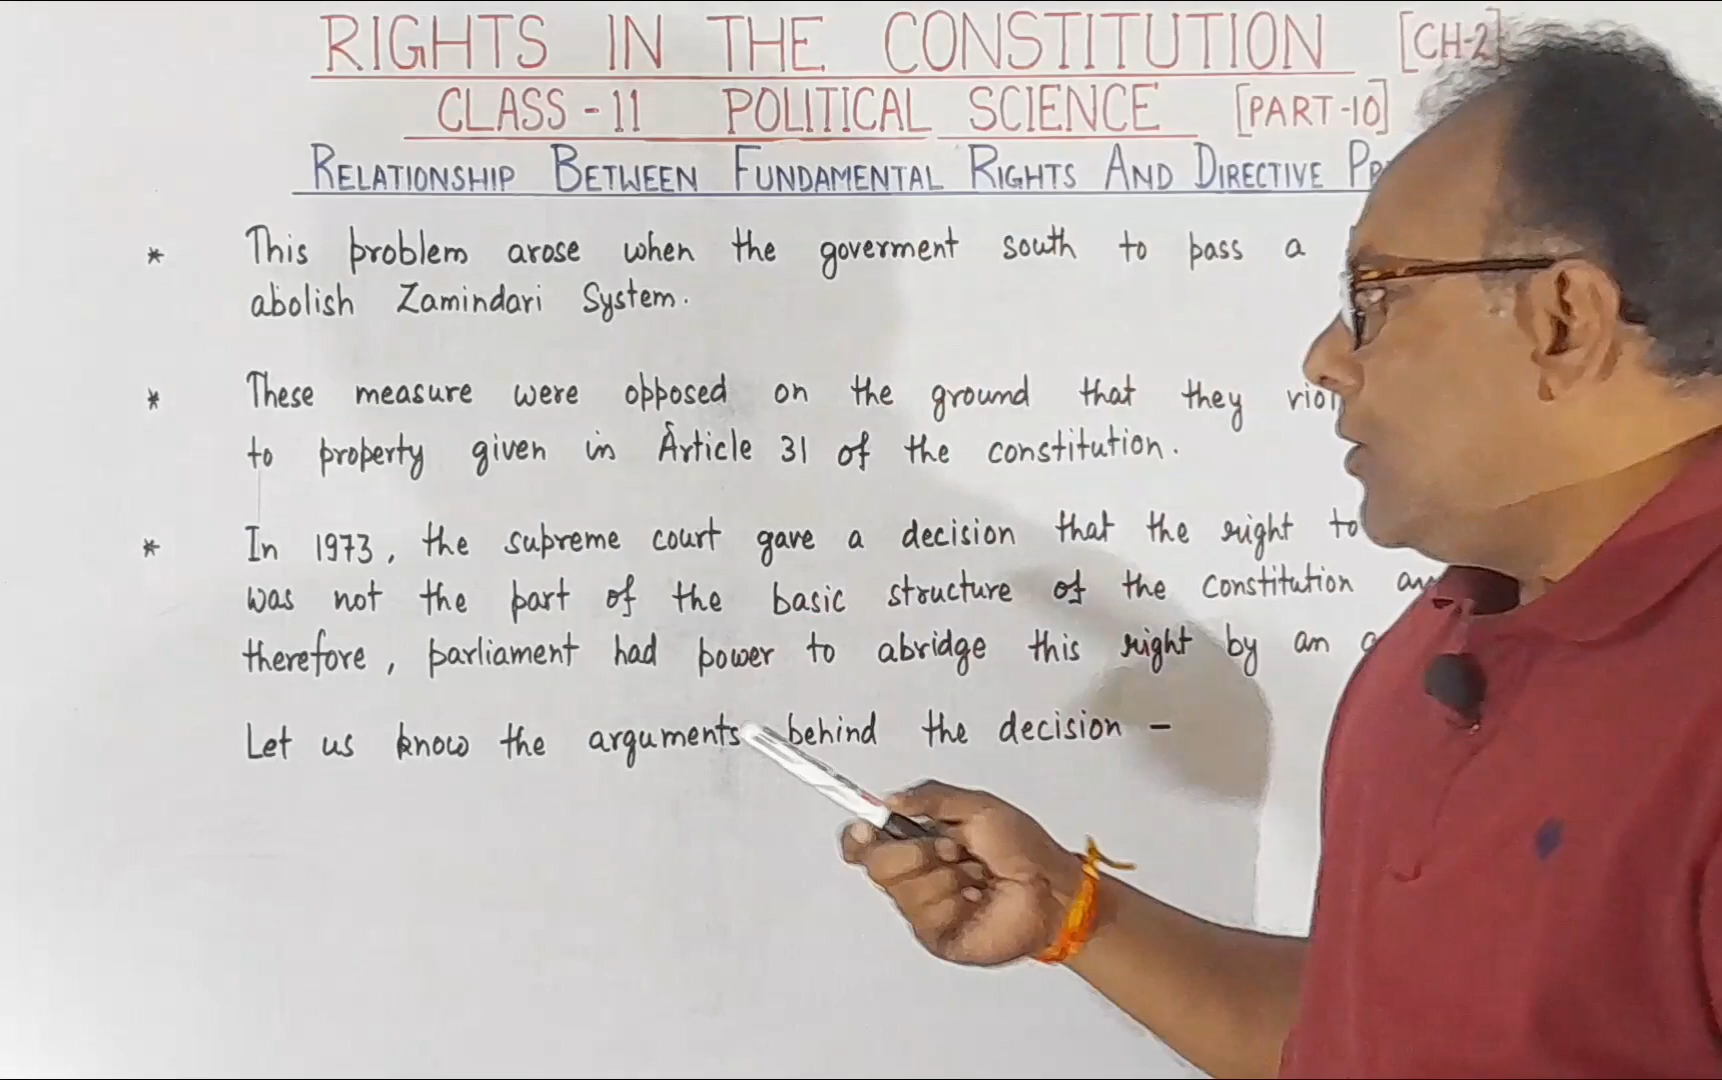 RIGHTS IN THE CONSTITUTION [CH-2]
CLASS - 11 POLITICAL SCIENCE [PART-10]
RELATIONSHIP BETWEEN FUNDAMENTAL RIGHTS AND DIRECTIVE
* This problem arose when the goverment south to pass a
abolish Zamindari System.
* These measure were opposed on the ground that they
to property given in Article 31 of the constitution.
* In 1973, the supreme court gave a decision that the right to
was not the part of the basic structure of the constitution
therefore, parliament had power to abridge this right by an
Let us know the arguments behind the decision -